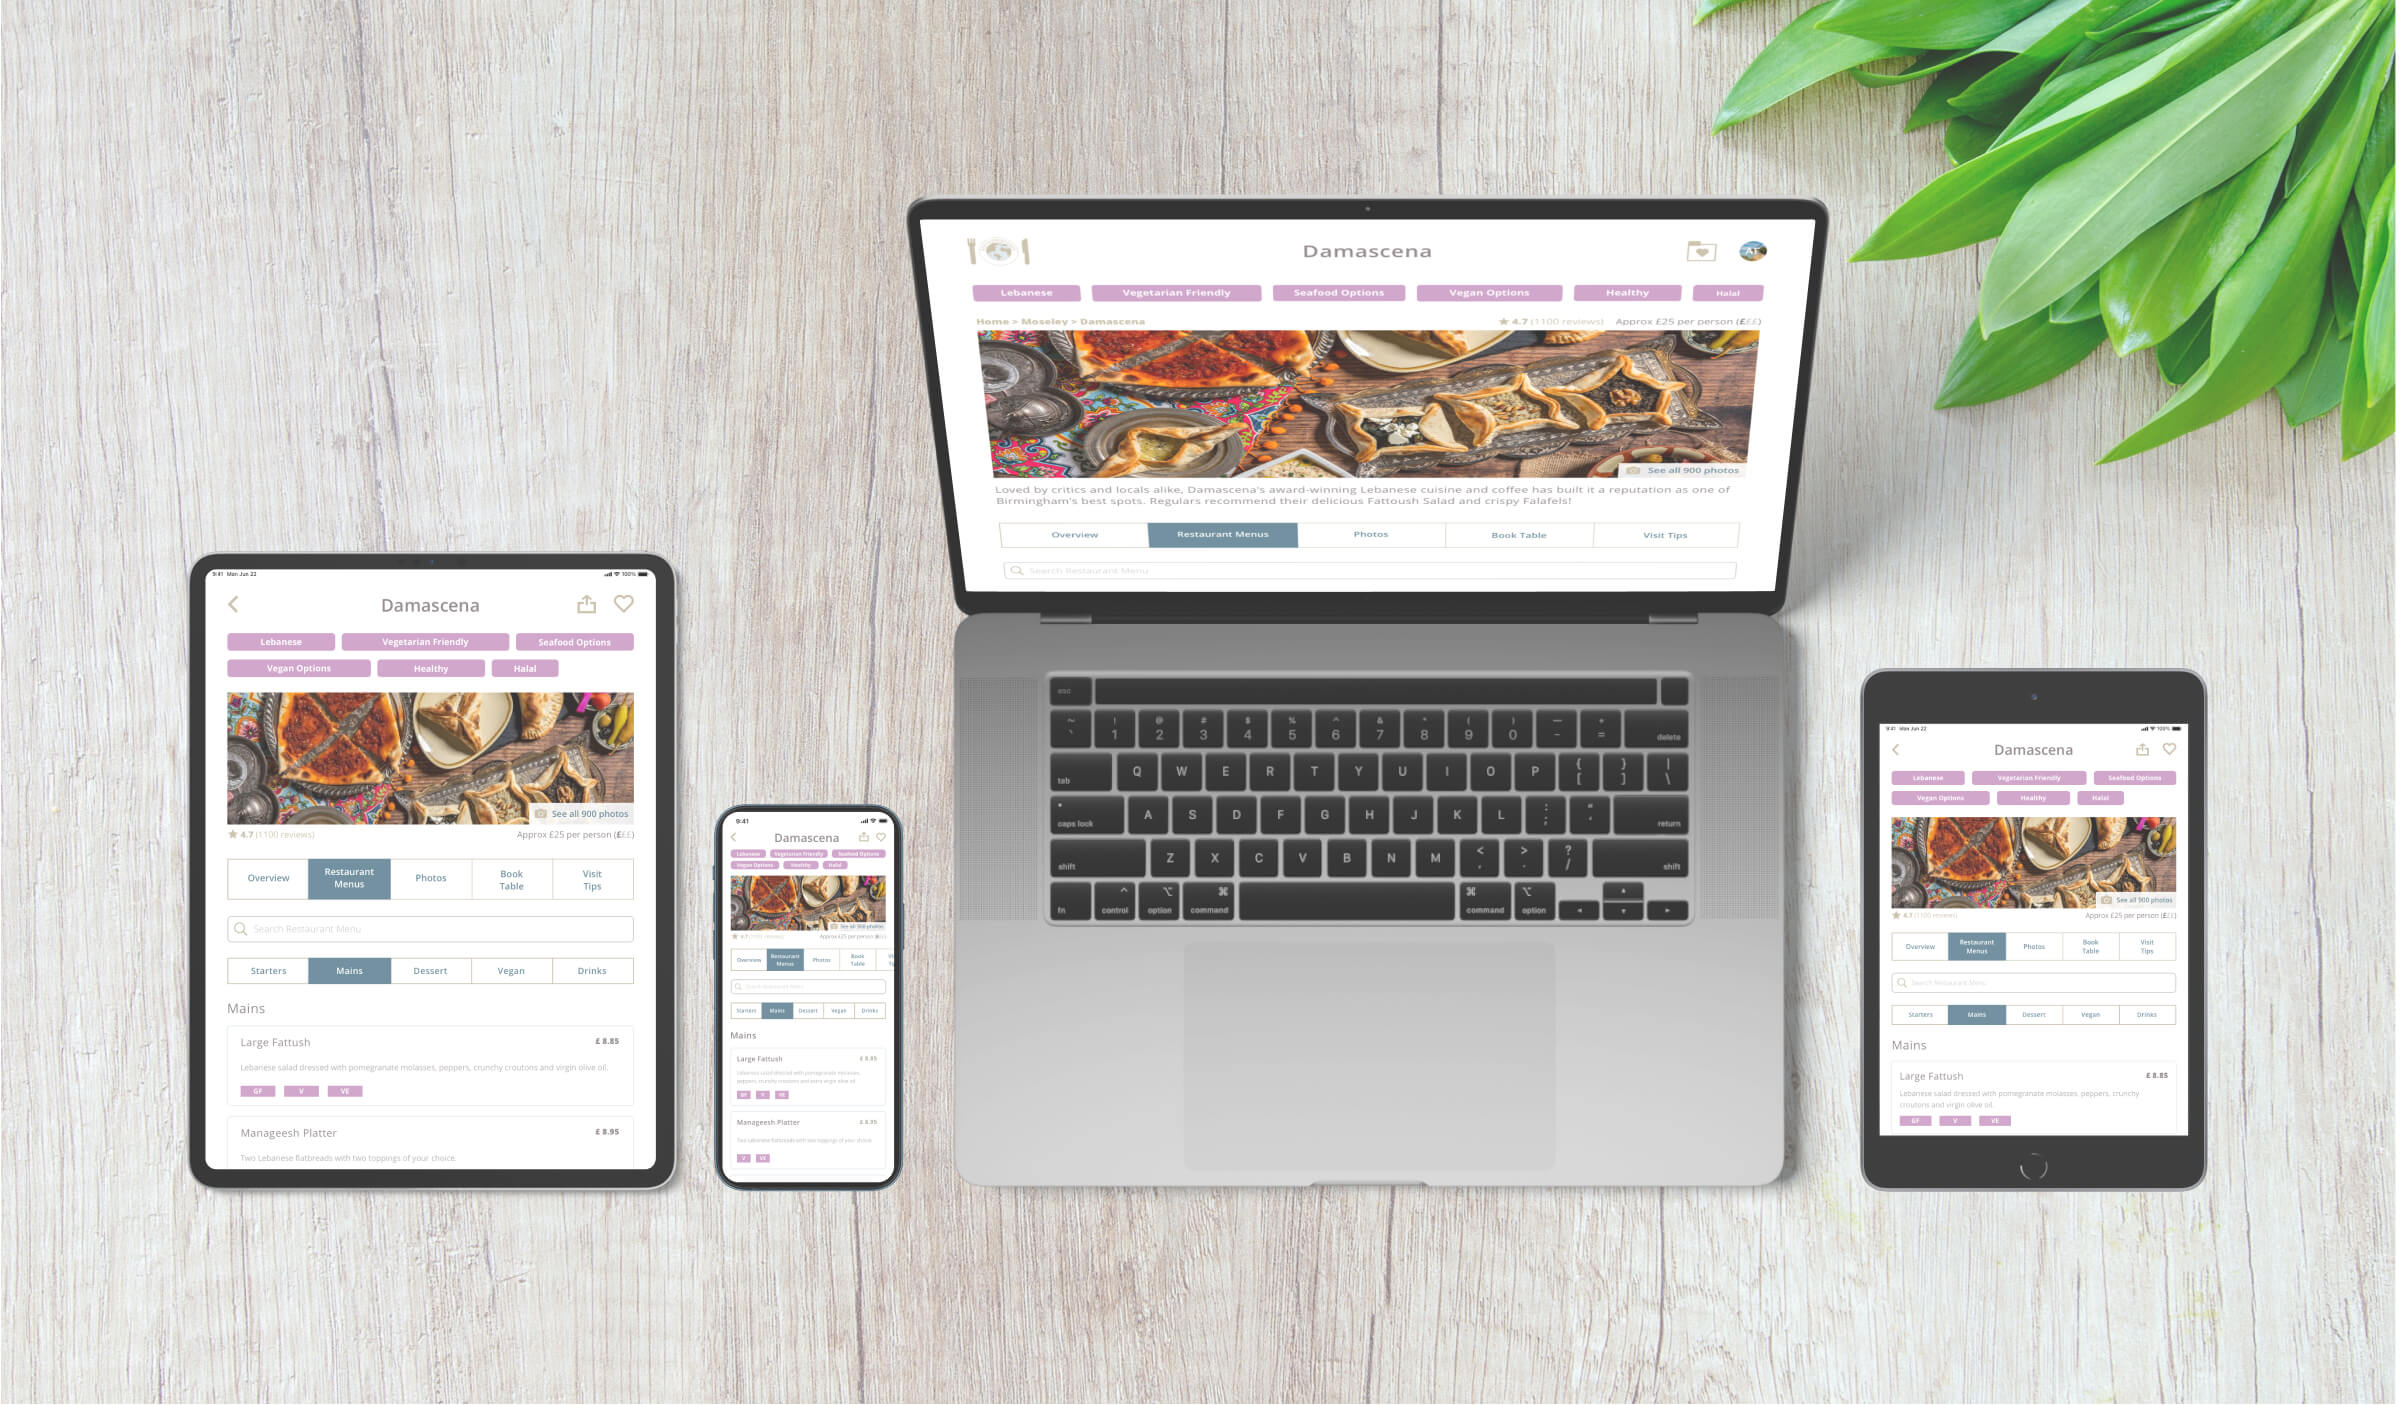 Damascena
AT
Lebanese
Vegetarian Friendly
Seafood Options
Vegan Options
Healthy
Halal
Home > Moseley > Damascena
4.7 (1100 reviews)
Approx £25 per person (£££)
See all 900 photos
Loved by critics and locals alike, Damascena's award-winning Lebanese cuisine and coffee has built it a reputation as one of
Birmingham's best spots. Regulars recommend their delicious Fattoush Salad and crispy Falafels!
Overview
Restaurant Menus
Photos
Book Table
Visit Tips
Search Restaurant Menu
esc
~ ! @ # $ % ^ & * ( ) — +
` 1 2 3 4 5 6 7 8 9 0 - = delete
tab Q W E R T Y U I O P { [ } ] | \
caps lock A S D F G H J K L : ; " ' return
shift Z X C V B N M < , > . ? / shift
fn control option command command option
9:41 Mon Jun 22
100%
Damascena
Lebanese
Vegetarian Friendly
Seafood Options
Vegan Options
Healthy
Halal
See all 900 photos
4.7 (1100 reviews)
Approx £25 per person (£££)
Overview
Restaurant
Menus
Photos
Book
Table
Visit
Tips
Search Restaurant Menu
Starters
Mains
Dessert
Vegan
Drinks
Mains
Large Fattush
£ 8.85
Lebanese salad dressed with pomegranate molasses, peppers, crunchy croutons and virgin olive oil.
GF
V
VE
Manageesh Platter
£ 8.95
Two Lebanese flatbreads with two toppings of your choice.
9:41
Damascena
Lebanese
Vegetarian Friendly
Seafood Options
Vegan Options
Healthy
Halal
See all 900 photos
4.7 (1100 reviews)
Approx £25 per person (£££)
Overview
Restaurant
Menus
Photos
Book
Table
Search Restaurant Menu
Starters
Mains
Dessert
Vegan
Drinks
Mains
Large Fattush
£ 8.85
Lebanese salad dressed with pomegranate molasses,
peppers, crunchy croutons and extra virgin olive oil
GF
V
VE
Manageesh Platter
£ 8.95
Two Lebanese flatbreads with two toppings of your choice
V
VE
9:41 Mon Jun 22
100%
Damascena
Lebanese
Vegetarian Friendly
Seafood Options
Vegan Options
Healthy
Halal
See all 900 photos
4.7 (1100 reviews)
Approx £25 per person (£££)
Overview
Restaurant
Menus
Photos
Book
Table
Visit
Tips
Search Restaurant Menu
Starters
Mains
Dessert
Vegan
Drinks
Mains
Large Fattush
£ 8.85
Lebanese salad dressed with pomegranate molasses, peppers, crunchy
croutons and virgin olive oil.
GF
V
VE